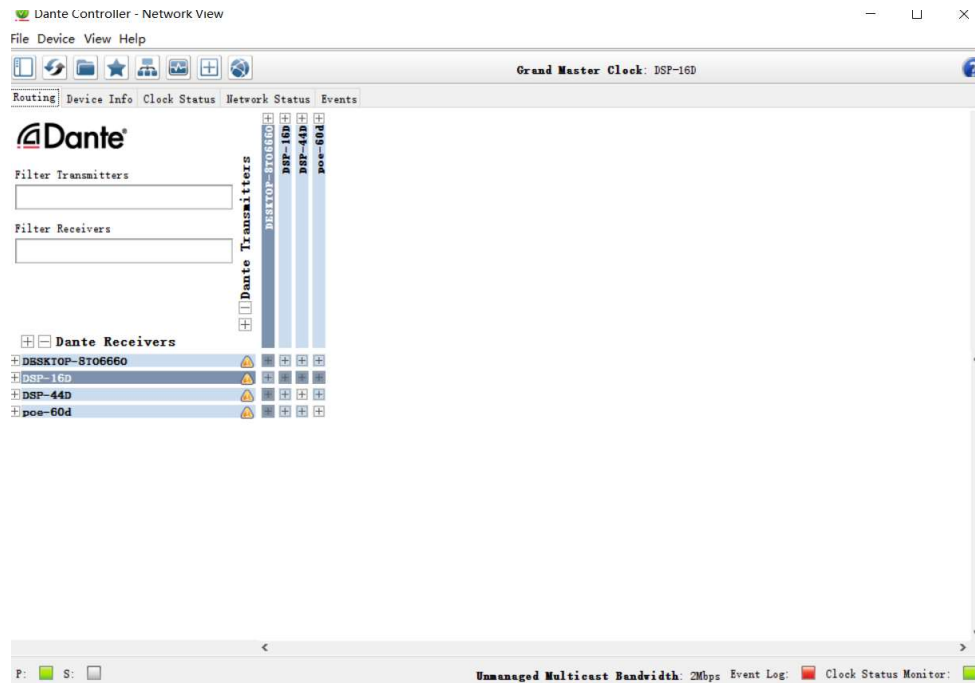 Dante Controller - Network View
File Device View Help
Grand Master Clock: DSP-16D
Routing Device Info Clock Status Network Status Events
Dante
Filter Transmitters
Filter Receivers
Dante Transmitters
DESKTOP-8TO6660
DSP-16D
DSP-44D
poe-60d
Dante Receivers
DESKTOP-8TO6660
DSP-16D
DSP-44D
poe-60d
P: S: Unmanaged Multicast Bandwidth: 2Mbps Event Log: Clock Status Monitor: